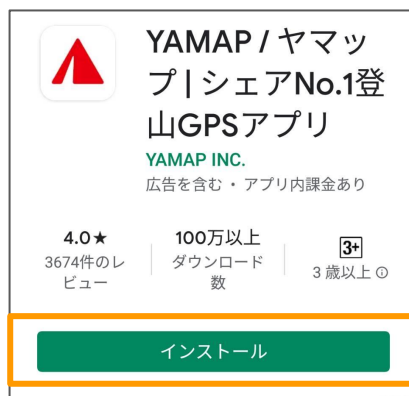 YAMAP / ヤマッ
プ | シェアNo.1登
山GPSアプリ
YAMAP INC.
広告を含む・アプリ内課金あり
4.0★
3674件のレ
ビュー
100万以上
ダウンロード
数
3+
3 歳以上 ⓘ
インストール